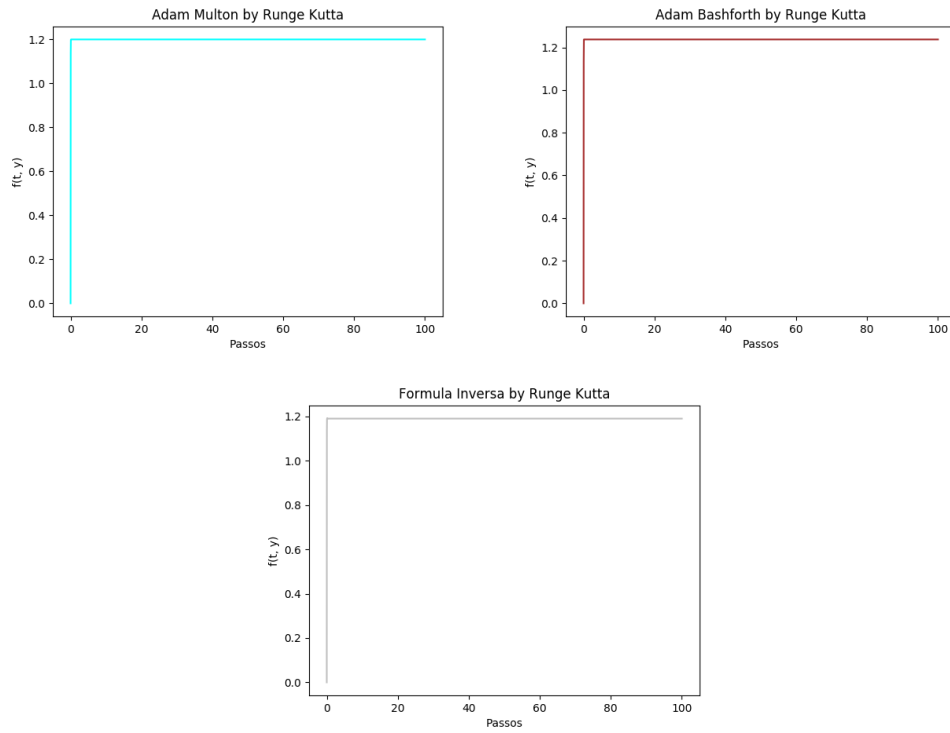 Adam Multon by Runge Kutta
1.2
1.0
0.8
0.6
0.4
0.2
0.0
f(t, y)
0 20 40 60 80 100
Passos
Adam Bashforth by Runge Kutta
1.2
1.0
0.8
0.6
0.4
0.2
0.0
f(t, y)
0 20 40 60 80 100
Passos
Formula Inversa by Runge Kutta
1.2
1.0
0.8
0.6
0.4
0.2
0.0
f(t, y)
0 20 40 60 80 100
Passos